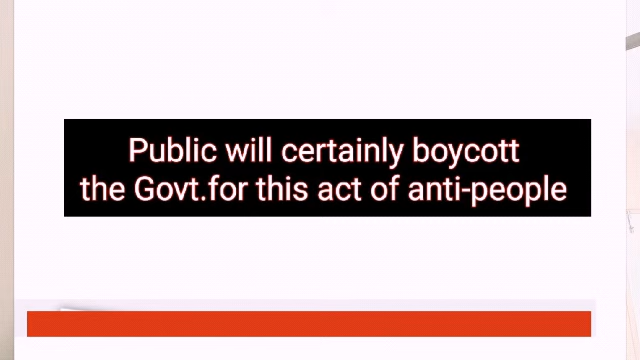 Public will certainly boycott
the Govt.for this act of anti-people